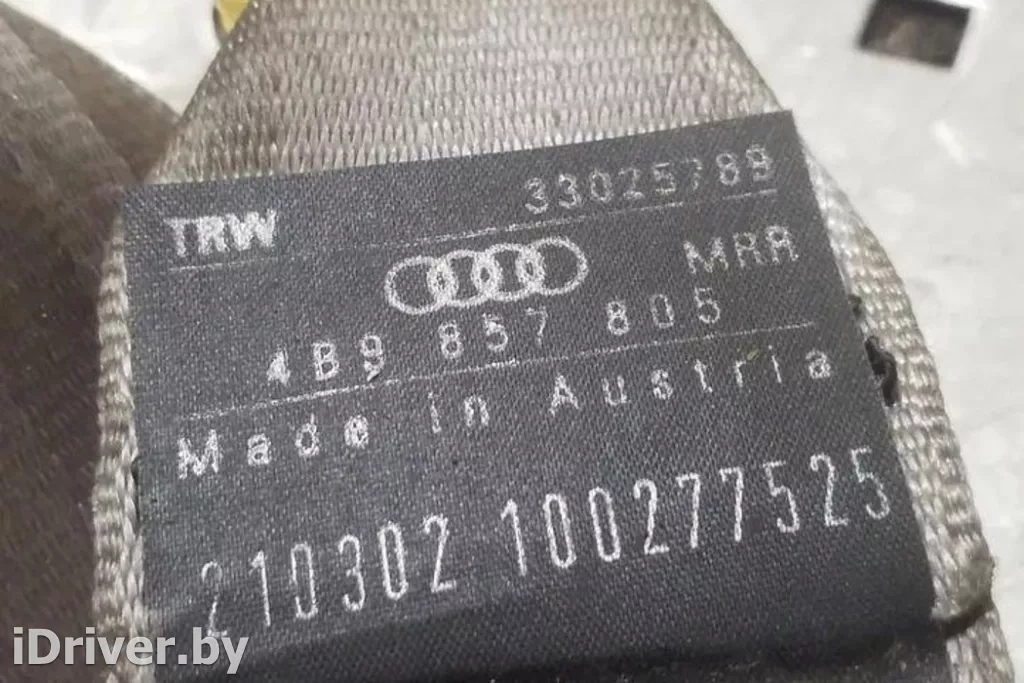 TRW 33025789
MRR
4B9 857 805
Made in Austria
210302 100277525
iDriver.by